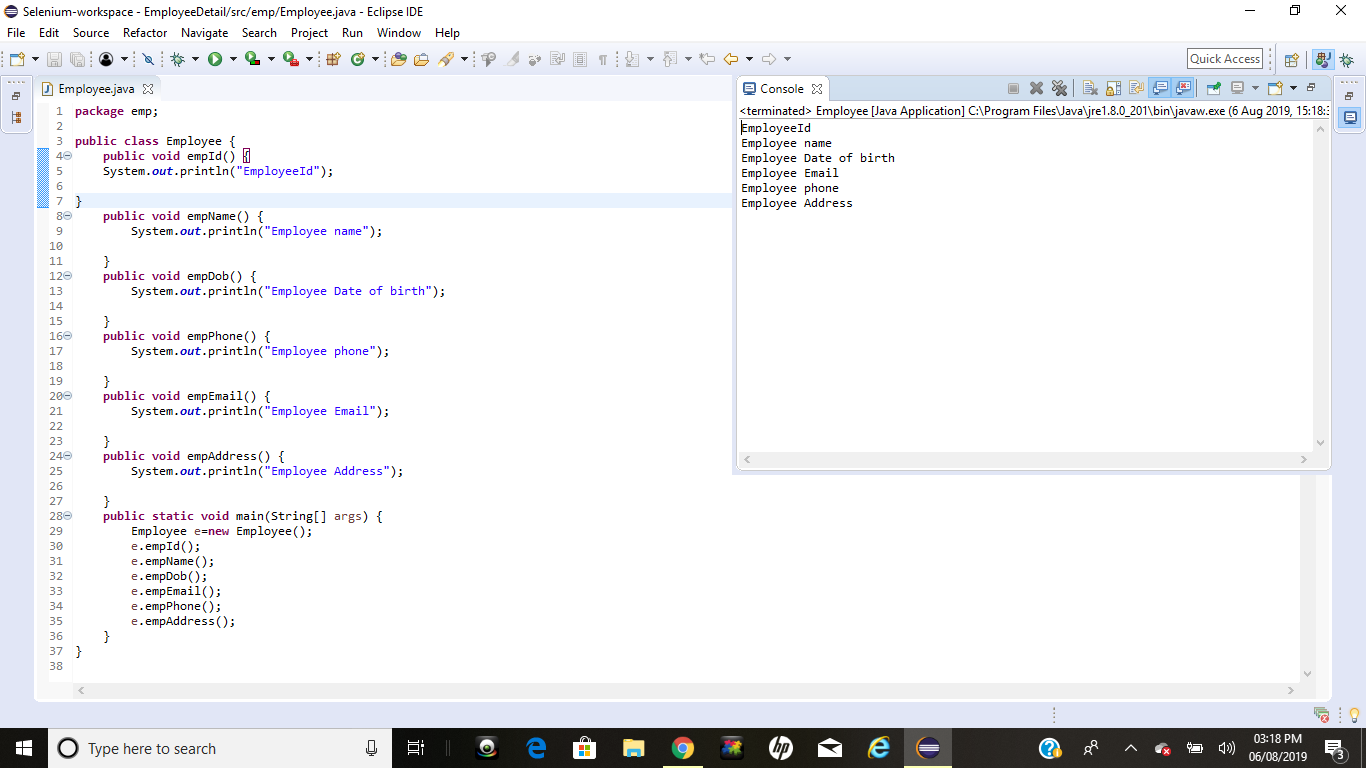 Selenium-workspace - EmployeeDetail/src/emp/Employee.java - Eclipse IDE
File Edit Source Refactor Navigate Search Project Run Window Help
Quick Access
Employee.java
1 package emp;
2
3 public class Employee {
4 public void empId() {
5 System.out.println("EmployeeId");
6
7 }
8 public void empName() {
9 System.out.println("Employee name");
10
11 }
12 public void empDob() {
13 System.out.println("Employee Date of birth");
14
15 }
16 public void empPhone() {
17 System.out.println("Employee phone");
18
19 }
20 public void empEmail() {
21 System.out.println("Employee Email");
22
23 }
24 public void empAddress() {
25 System.out.println("Employee Address");
26
27 }
28 public static void main(String[] args) {
29 Employee e=new Employee();
30 e.empId();
31 e.empName();
32 e.empDob();
33 e.empEmail();
34 e.empPhone();
35 e.empAddress();
36 }
37 }
38
Console
<terminated> Employee [Java Application] C:\Program Files\Java\jre1.8.0_201\bin\javaw.exe (6 Aug 2019, 15:18:
EmployeeId
Employee name
Employee Date of birth
Employee Email
Employee phone
Employee Address
Type here to search
hp
03:18 PM
06/08/2019
3